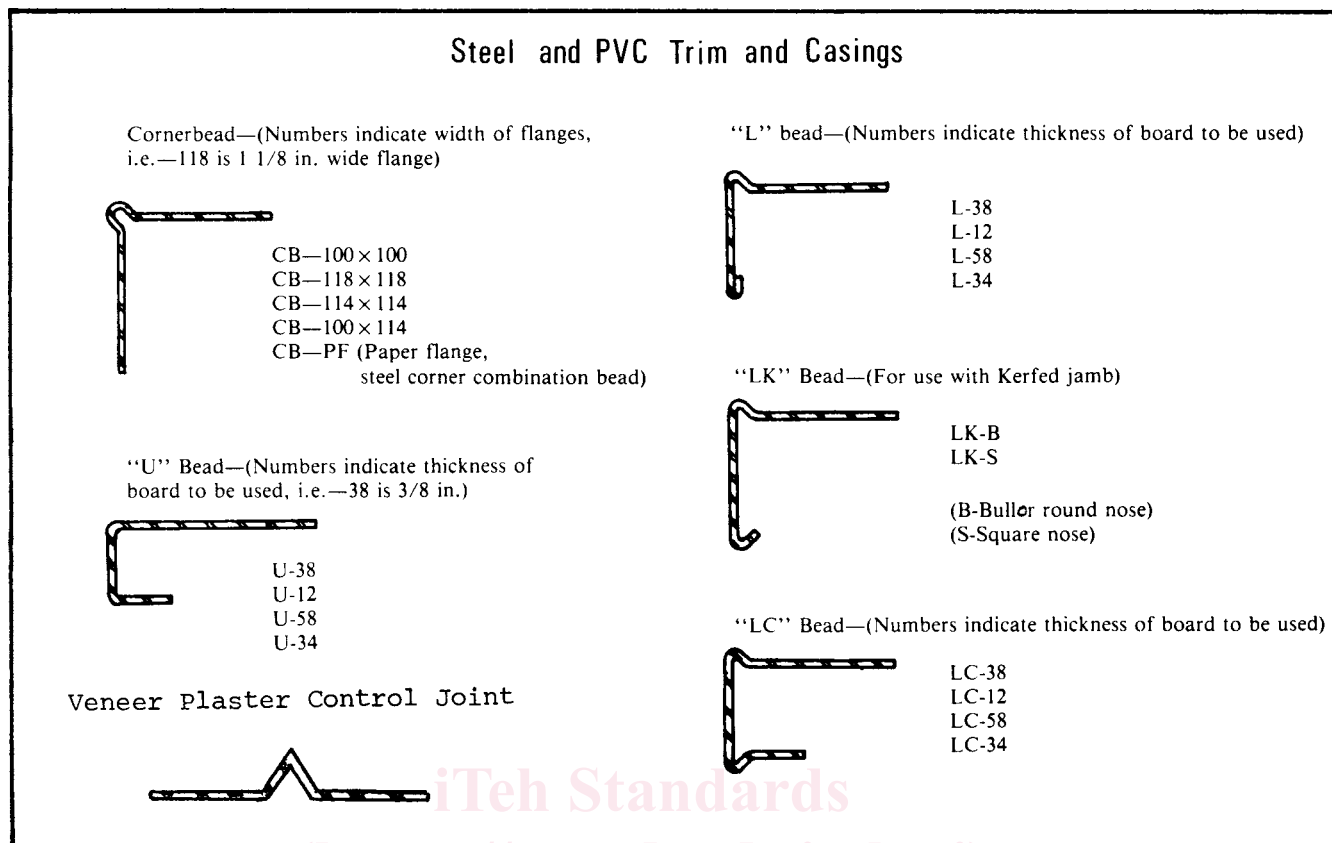 Steel and PVC Trim and Casings
Cornerbead—(Numbers indicate width of flanges,
i.e.—118 is 1 1/8 in. wide flange)
CB—100 × 100
CB—118 × 118
CB—114 × 114
CB—100 × 114
CB—PF (Paper flange,
steel corner combination bead)
“U” Bead—(Numbers indicate thickness of
board to be used, i.e.—38 is 3/8 in.)
U-38
U-12
U-58
U-34
Veneer Plaster Control Joint
“L” bead—(Numbers indicate thickness of board to be used)
L-38
L-12
L-58
L-34
“LK” Bead—(For use with Kerfed jamb)
LK-B
LK-S
(B-Bullor round nose)
(S-Square nose)
“LC” Bead—(Numbers indicate thickness of board to be used)
LC-38
LC-12
LC-58
LC-34
iTeh Standards